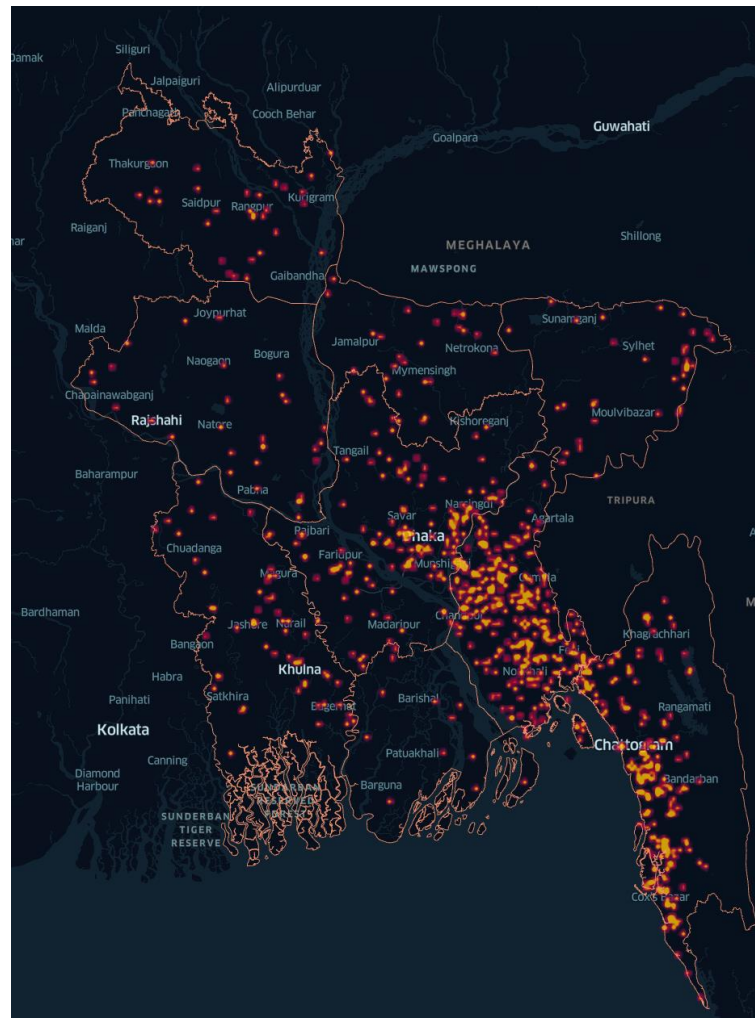 Siliguri
Damak
Jalpaiguri
Alipurduar
Panchagarh
Cooch Behar
Guwahati
Goalpara
Thakurgaon
Saidpur
Rangpur
Kurigram
Raiganj
Shillong
MEGHALAYA
MAWSPONG
Gaibandha
Joypurhat
Sunamganj
Malda
Jamalpur
Netrokona
Sylhet
Naogaon
Bogura
Mymensingh
Chapainawabganj
Rajshahi
Natore
Kishoreganj
Moulvibazar
Tangail
Baharampur
Pabna
TRIPURA
Narsingdi
Savar
Agartala
Rajbari
Dhaka
Chuadanga
Faridpur
Munshiganj
Magura
Cumilla
Bardhaman
Jashore
Narail
Madaripur
Chandpur
Khagrachhari
Bangaon
Feni
Habra
Khulna
Noakhali
Panihati
Satkhira
Bagerhat
Barishal
Rangamati
Kolkata
Chattogram
Canning
Patuakhali
Diamond
Harbour
Barguna
Bandarban
SUNDARBAN
RESERVED
FOREST
SUNDERBAN
TIGER
RESERVE
Cox's Bazar